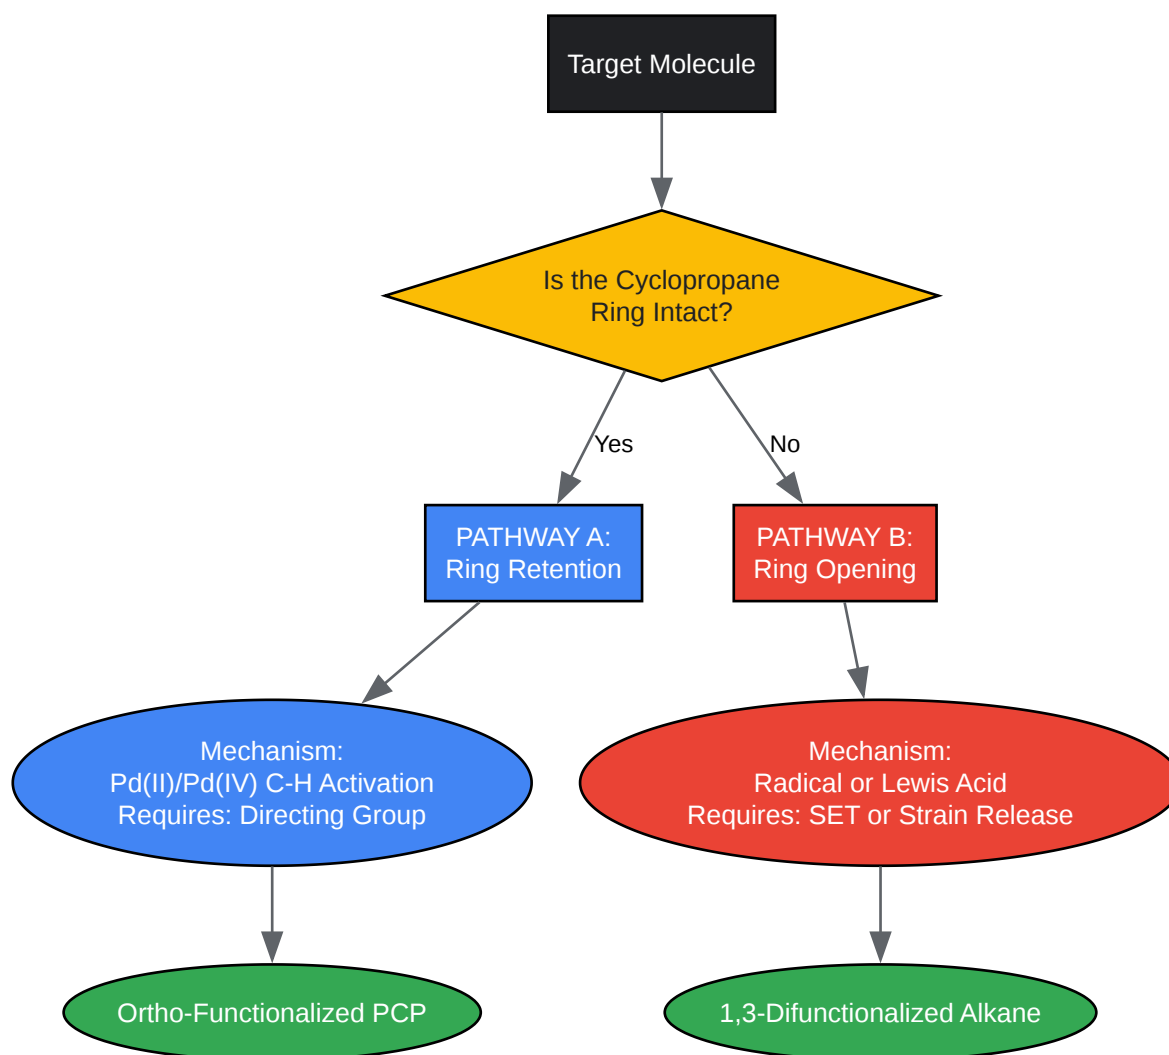 Target Molecule
Is the Cyclopropane
Ring Intact?
Yes
No
PATHWAY A:
Ring Retention
PATHWAY B:
Ring Opening
Mechanism:
Pd(II)/Pd(IV) C-H Activation
Requires: Directing Group
Mechanism:
Radical or Lewis Acid
Requires: SET or Strain Release
Ortho-Functionalized PCP
1,3-Difunctionalized Alkane